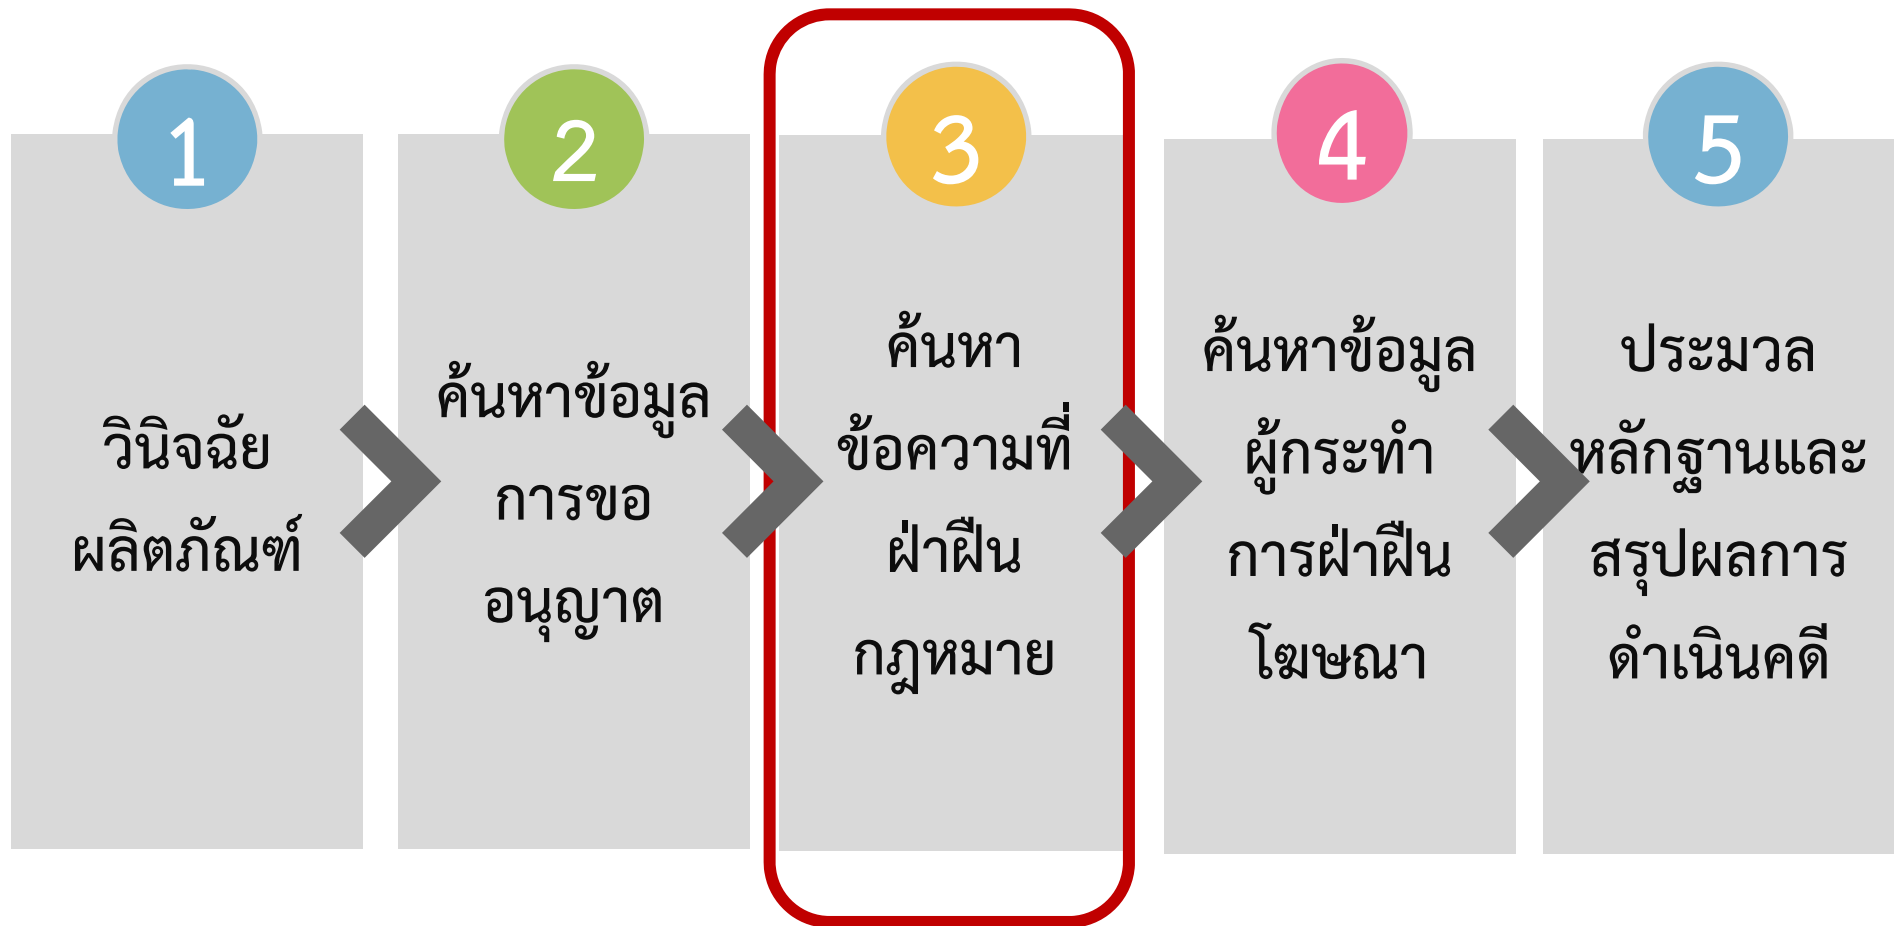 1
วินิจฉัย
ผลิตภัณฑ์
2
ค้นหาข้อมูล
การขอ
อนุญาต
3
ค้นหา
ข้อความที่
ฝ่าฝืน
กฎหมาย
4
ค้นหาข้อมูล
ผู้กระทำ
การฝ่าฝืน
โฆษณา
5
ประมวล
หลักฐานและ
สรุปผลการ
ดำเนินคดี